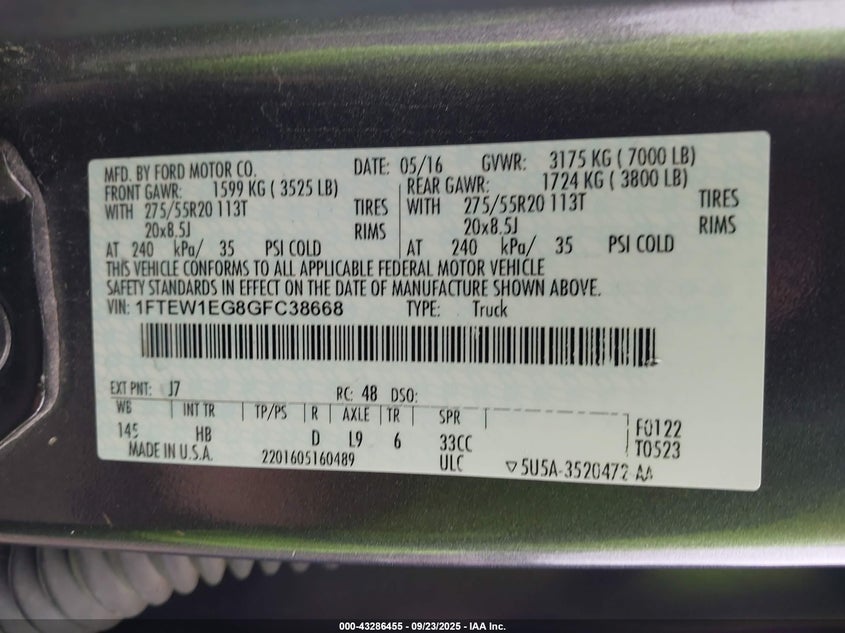 MFD. BY FORD MOTOR CO. DATE: 05/16 GVWR: 3175 KG ( 7000 LB)
FRONT GAWR: 1599 KG ( 3525 LB) REAR GAWR: 1724 KG ( 3800 LB)
WITH 275/55R20 113T TIRES WITH 275/55R20 113T TIRES
20x8.5J RIMS 20x8.5J RIMS
AT 240 kPa/ 35 PSI COLD AT 240 kPa/ 35 PSI COLD
THIS VEHICLE CONFORMS TO ALL APPLICABLE FEDERAL MOTOR VEHICLE
SAFETY STANDARDS IN EFFECT ON THE DATE OF MANUFACTURE SHOWN ABOVE.
VIN: 1FTEW1EG8GFC38668 TYPE: Truck
EXT PNT: J7 RC: 48 DSO:
WB INT TR TP/PS R AXLE TR SPR
145 HB D L9 6 33CC F0122
MADE IN U.S.A. 2201605160489 ULC T0523
5U5A-3520472 AA
000-43286455 - 09/23/2025 - IAA Inc.